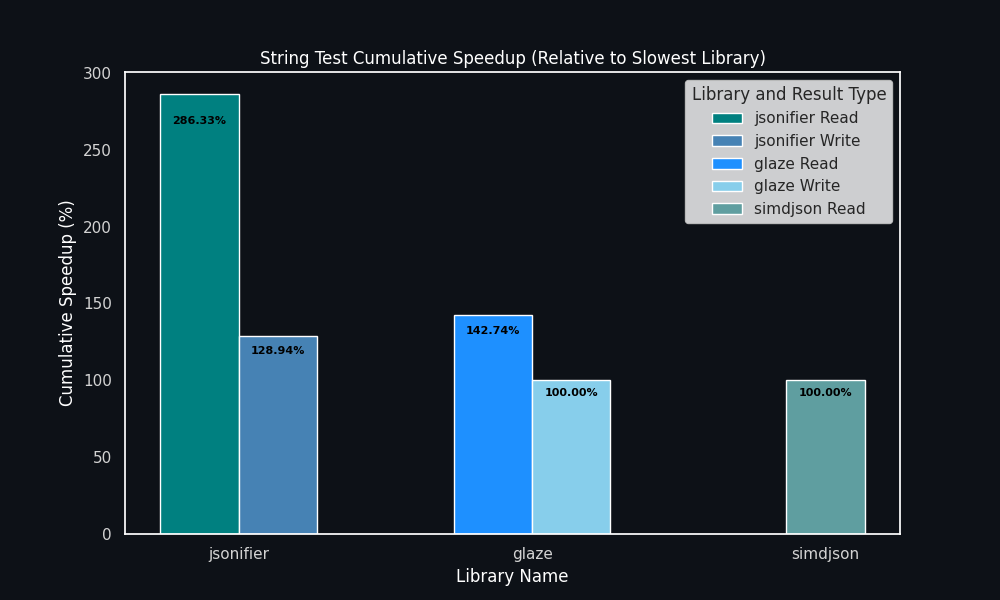 String Test Cumulative Speedup (Relative to Slowest Library)
300
250
200
150
100
50
0
Cumulative Speedup (%)
286.33%
128.94%
142.74%
100.00%
100.00%
Library and Result Type
jsonifier Read
jsonifier Write
glaze Read
glaze Write
simdjson Read
jsonifier
glaze
simdjson
Library Name